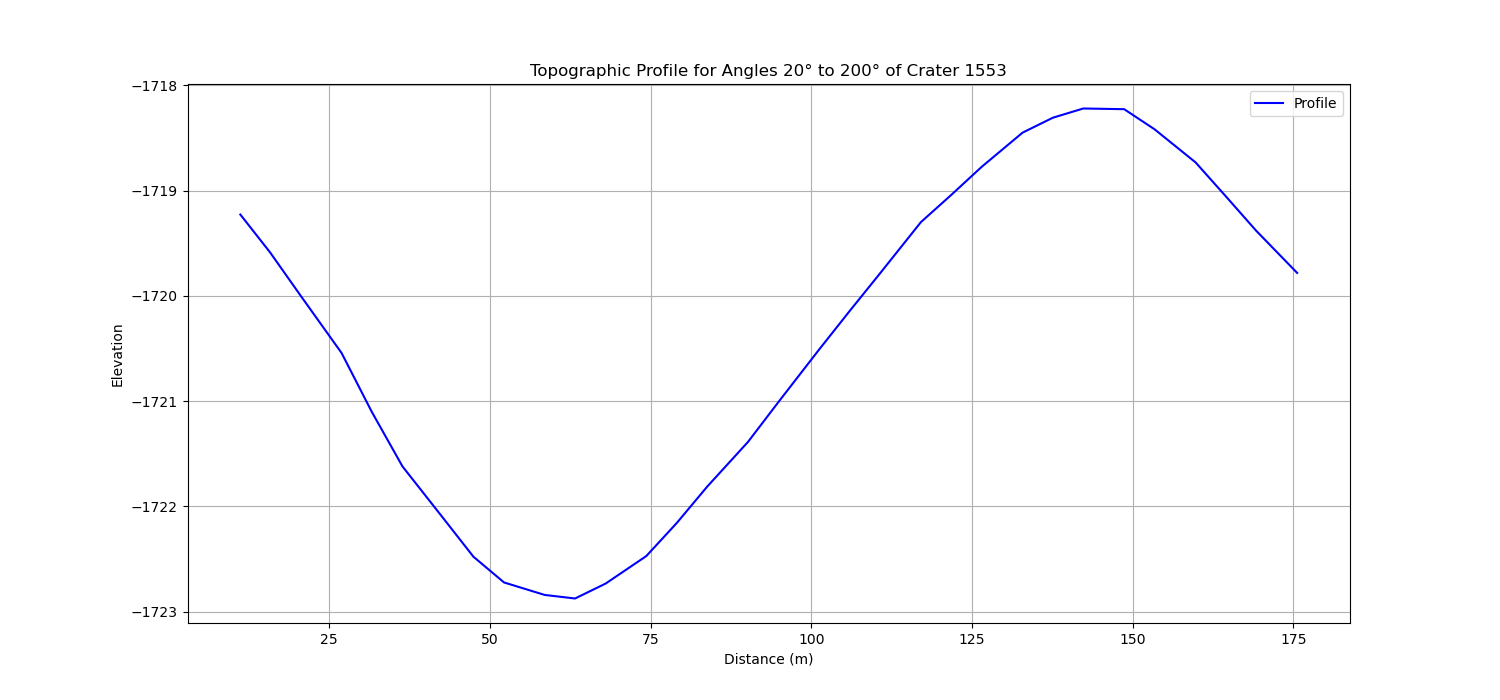 Topographic Profile for Angles 20° to 200° of Crater 1553
Profile
−1718
−1719
−1720
−1721
−1722
−1723
Elevation
25 50 75 100 125 150 175
Distance (m)